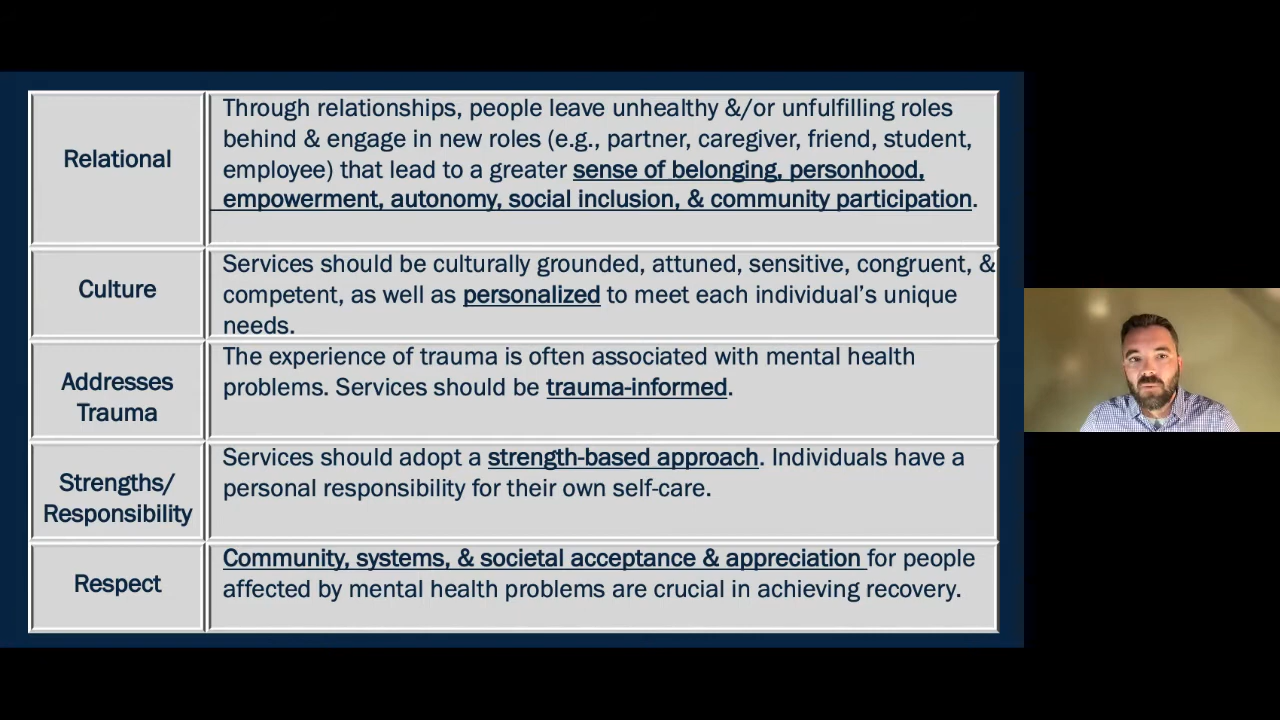 Relational
Through relationships, people leave unhealthy &/or unfulfilling roles
behind & engage in new roles (e.g., partner, caregiver, friend, student,
employee) that lead to a greater sense of belonging, personhood,
empowerment, autonomy, social inclusion, & community participation.
Culture
Services should be culturally grounded, attuned, sensitive, congruent, &
competent, as well as personalized to meet each individual’s unique
needs.
Addresses
Trauma
The experience of trauma is often associated with mental health
problems. Services should be trauma-informed.
Strengths/
Responsibility
Services should adopt a strength-based approach. Individuals have a
personal responsibility for their own self-care.
Respect
Community, systems, & societal acceptance & appreciation for people
affected by mental health problems are crucial in achieving recovery.